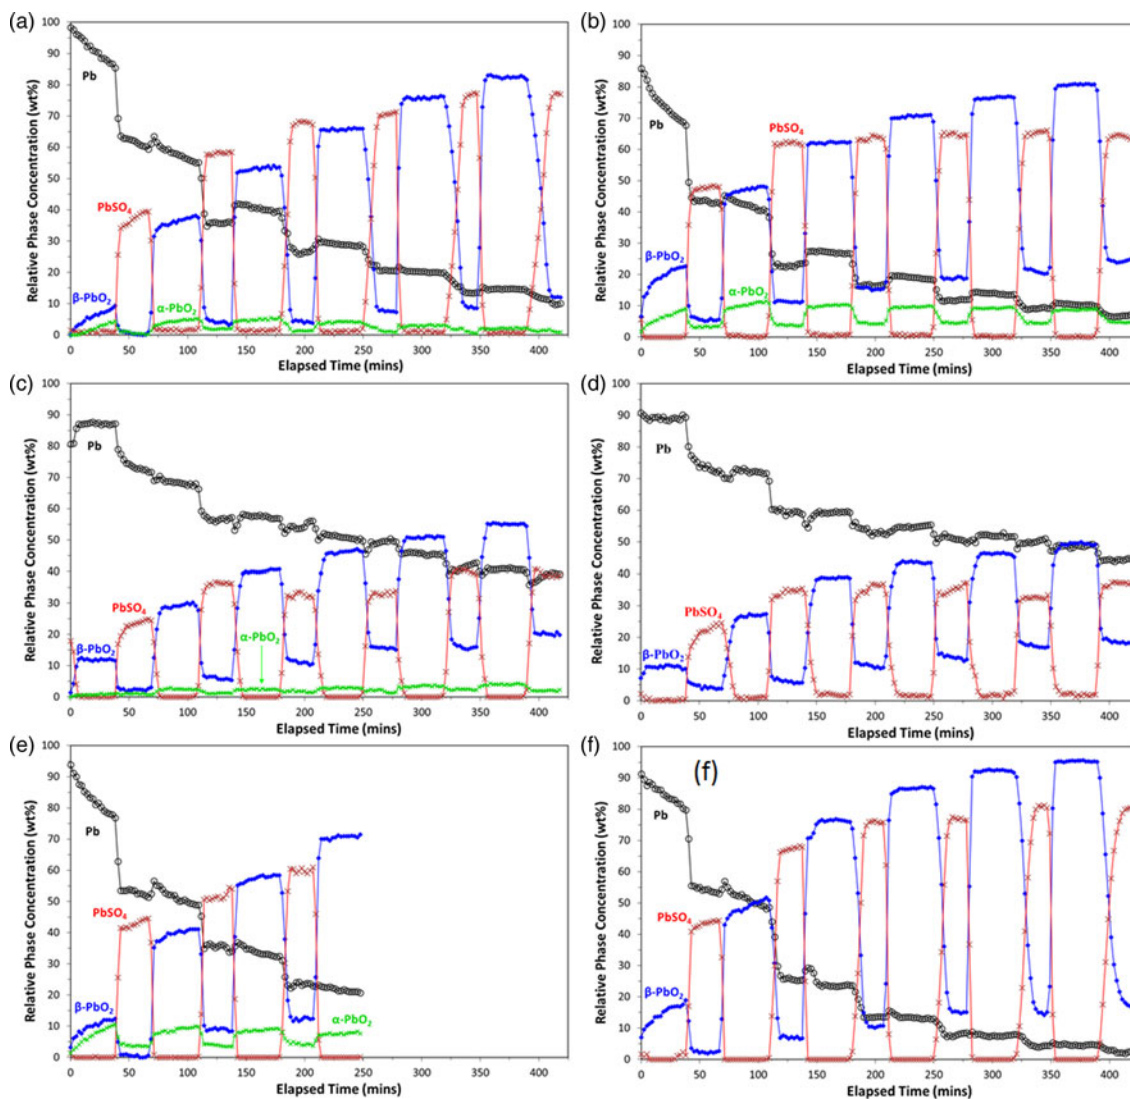 (a)
Relative Phase Concentration (wt%)
100
90
80
70
60
50
40
30
20
10
0
Pb
PbSO4
β-PbO2
α-PbO2
0 50 100 150 200 250 300 350 400
Elapsed Time (mins)
(b)
Relative Phase Concentration (wt%)
100
90
80
70
60
50
40
30
20
10
0
Pb
PbSO4
β-PbO2
α-PbO2
0 50 100 150 200 250 300 350 400
Elapsed Time (mins)
(c)
Relative Phase Concentration (wt%)
100
90
80
70
60
50
40
30
20
10
0
Pb
PbSO4
β-PbO2
α-PbO2
0 50 100 150 200 250 300 350 400
Elapsed Time (mins)
(d)
Relative Phase Concentration (wt%)
100
90
80
70
60
50
40
30
20
10
0
Pb
PbSO4
β-PbO2
0 50 100 150 200 250 300 350 400
Elapsed Time (mins)
(e)
Relative Phase Concentration (wt%)
100
90
80
70
60
50
40
30
20
10
0
Pb
PbSO4
β-PbO2
α-PbO2
0 50 100 150 200 250 300 350 400
Elapsed Time (mins)
(f)
(f)
Relative Phase Concentration (wt%)
100
90
80
70
60
50
40
30
20
10
0
Pb
PbSO4
β-PbO2
0 50 100 150 200 250 300 350 400
Elapsed Time (mins)